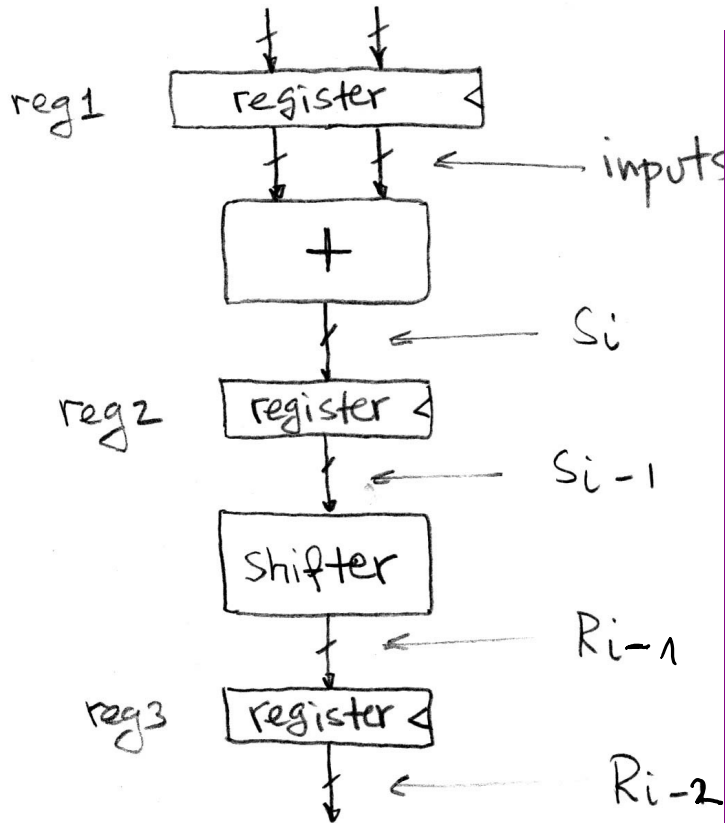 reg1
register
inputs
+
Si
reg2
register
Si-1
Shifter
Ri-1
reg3
register
Ri-2